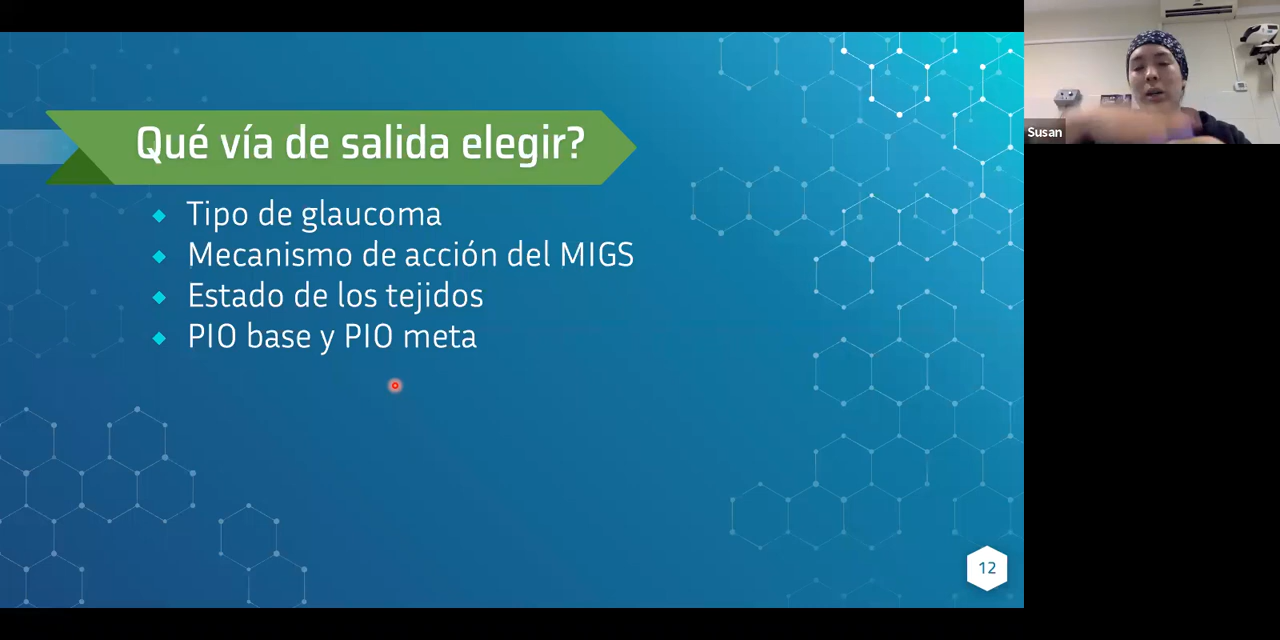 Qué vía de salida elegir?
Tipo de glaucoma
Mecanismo de acción del MIGS
Estado de los tejidos
PIO base y PIO meta
12
Susan